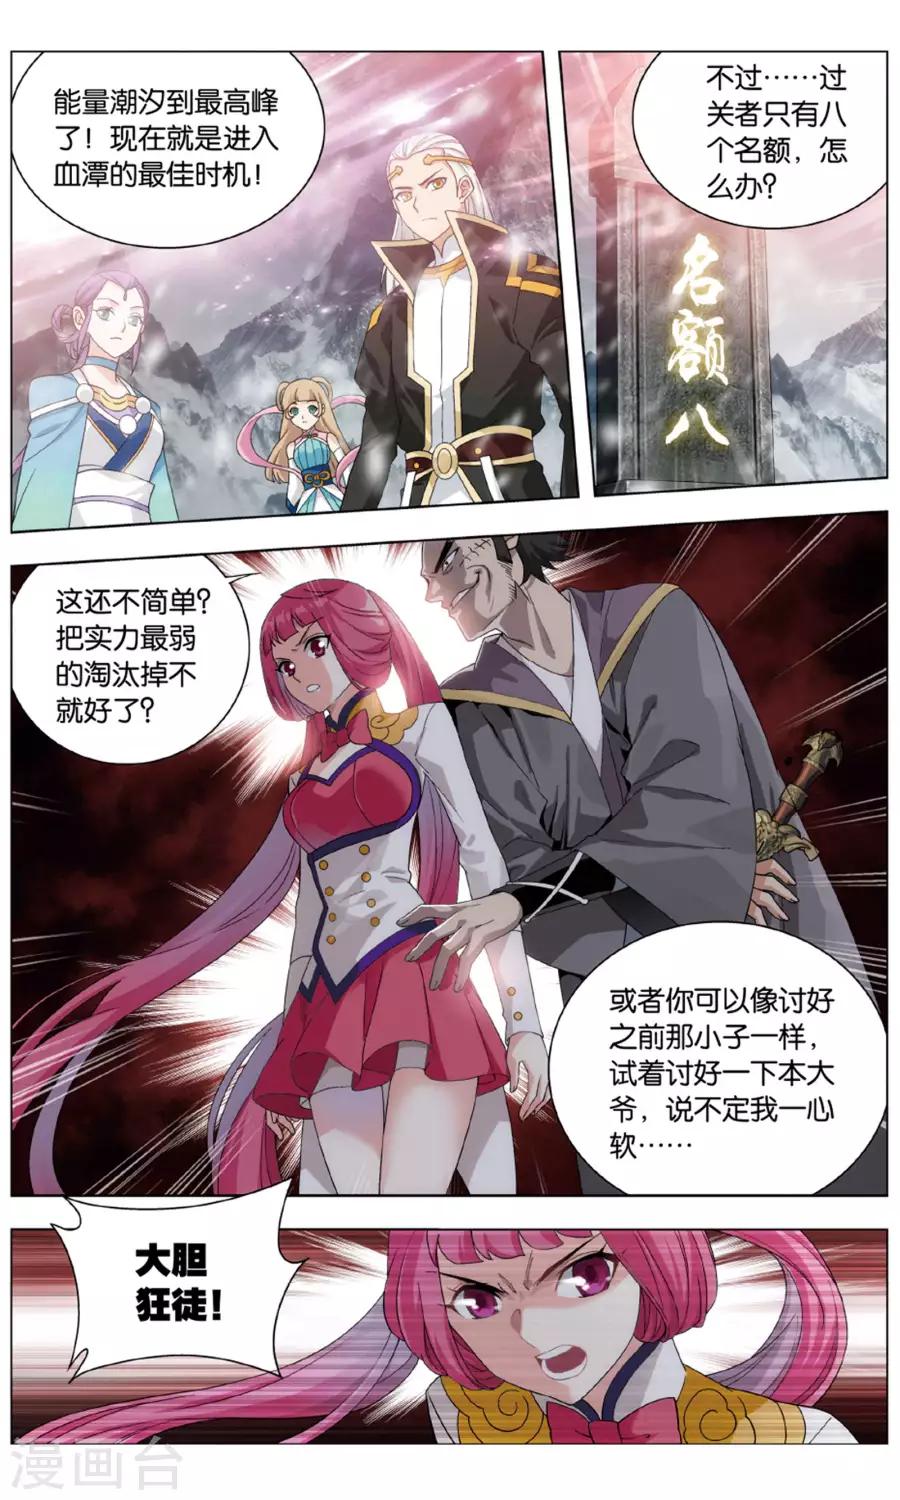 能量潮汐到最高峰
了！现在就是进入
血潭的最佳时机！
不过……过
关者只有八
个名额，怎
么办？
名额八
这还不简单？
把实力最弱
的淘汰掉不
就好了？
或者你可以像讨好
之前那小子一样，
试着讨好一下本大
爷，说不定我一心
软……
大胆
狂徒！
漫画台